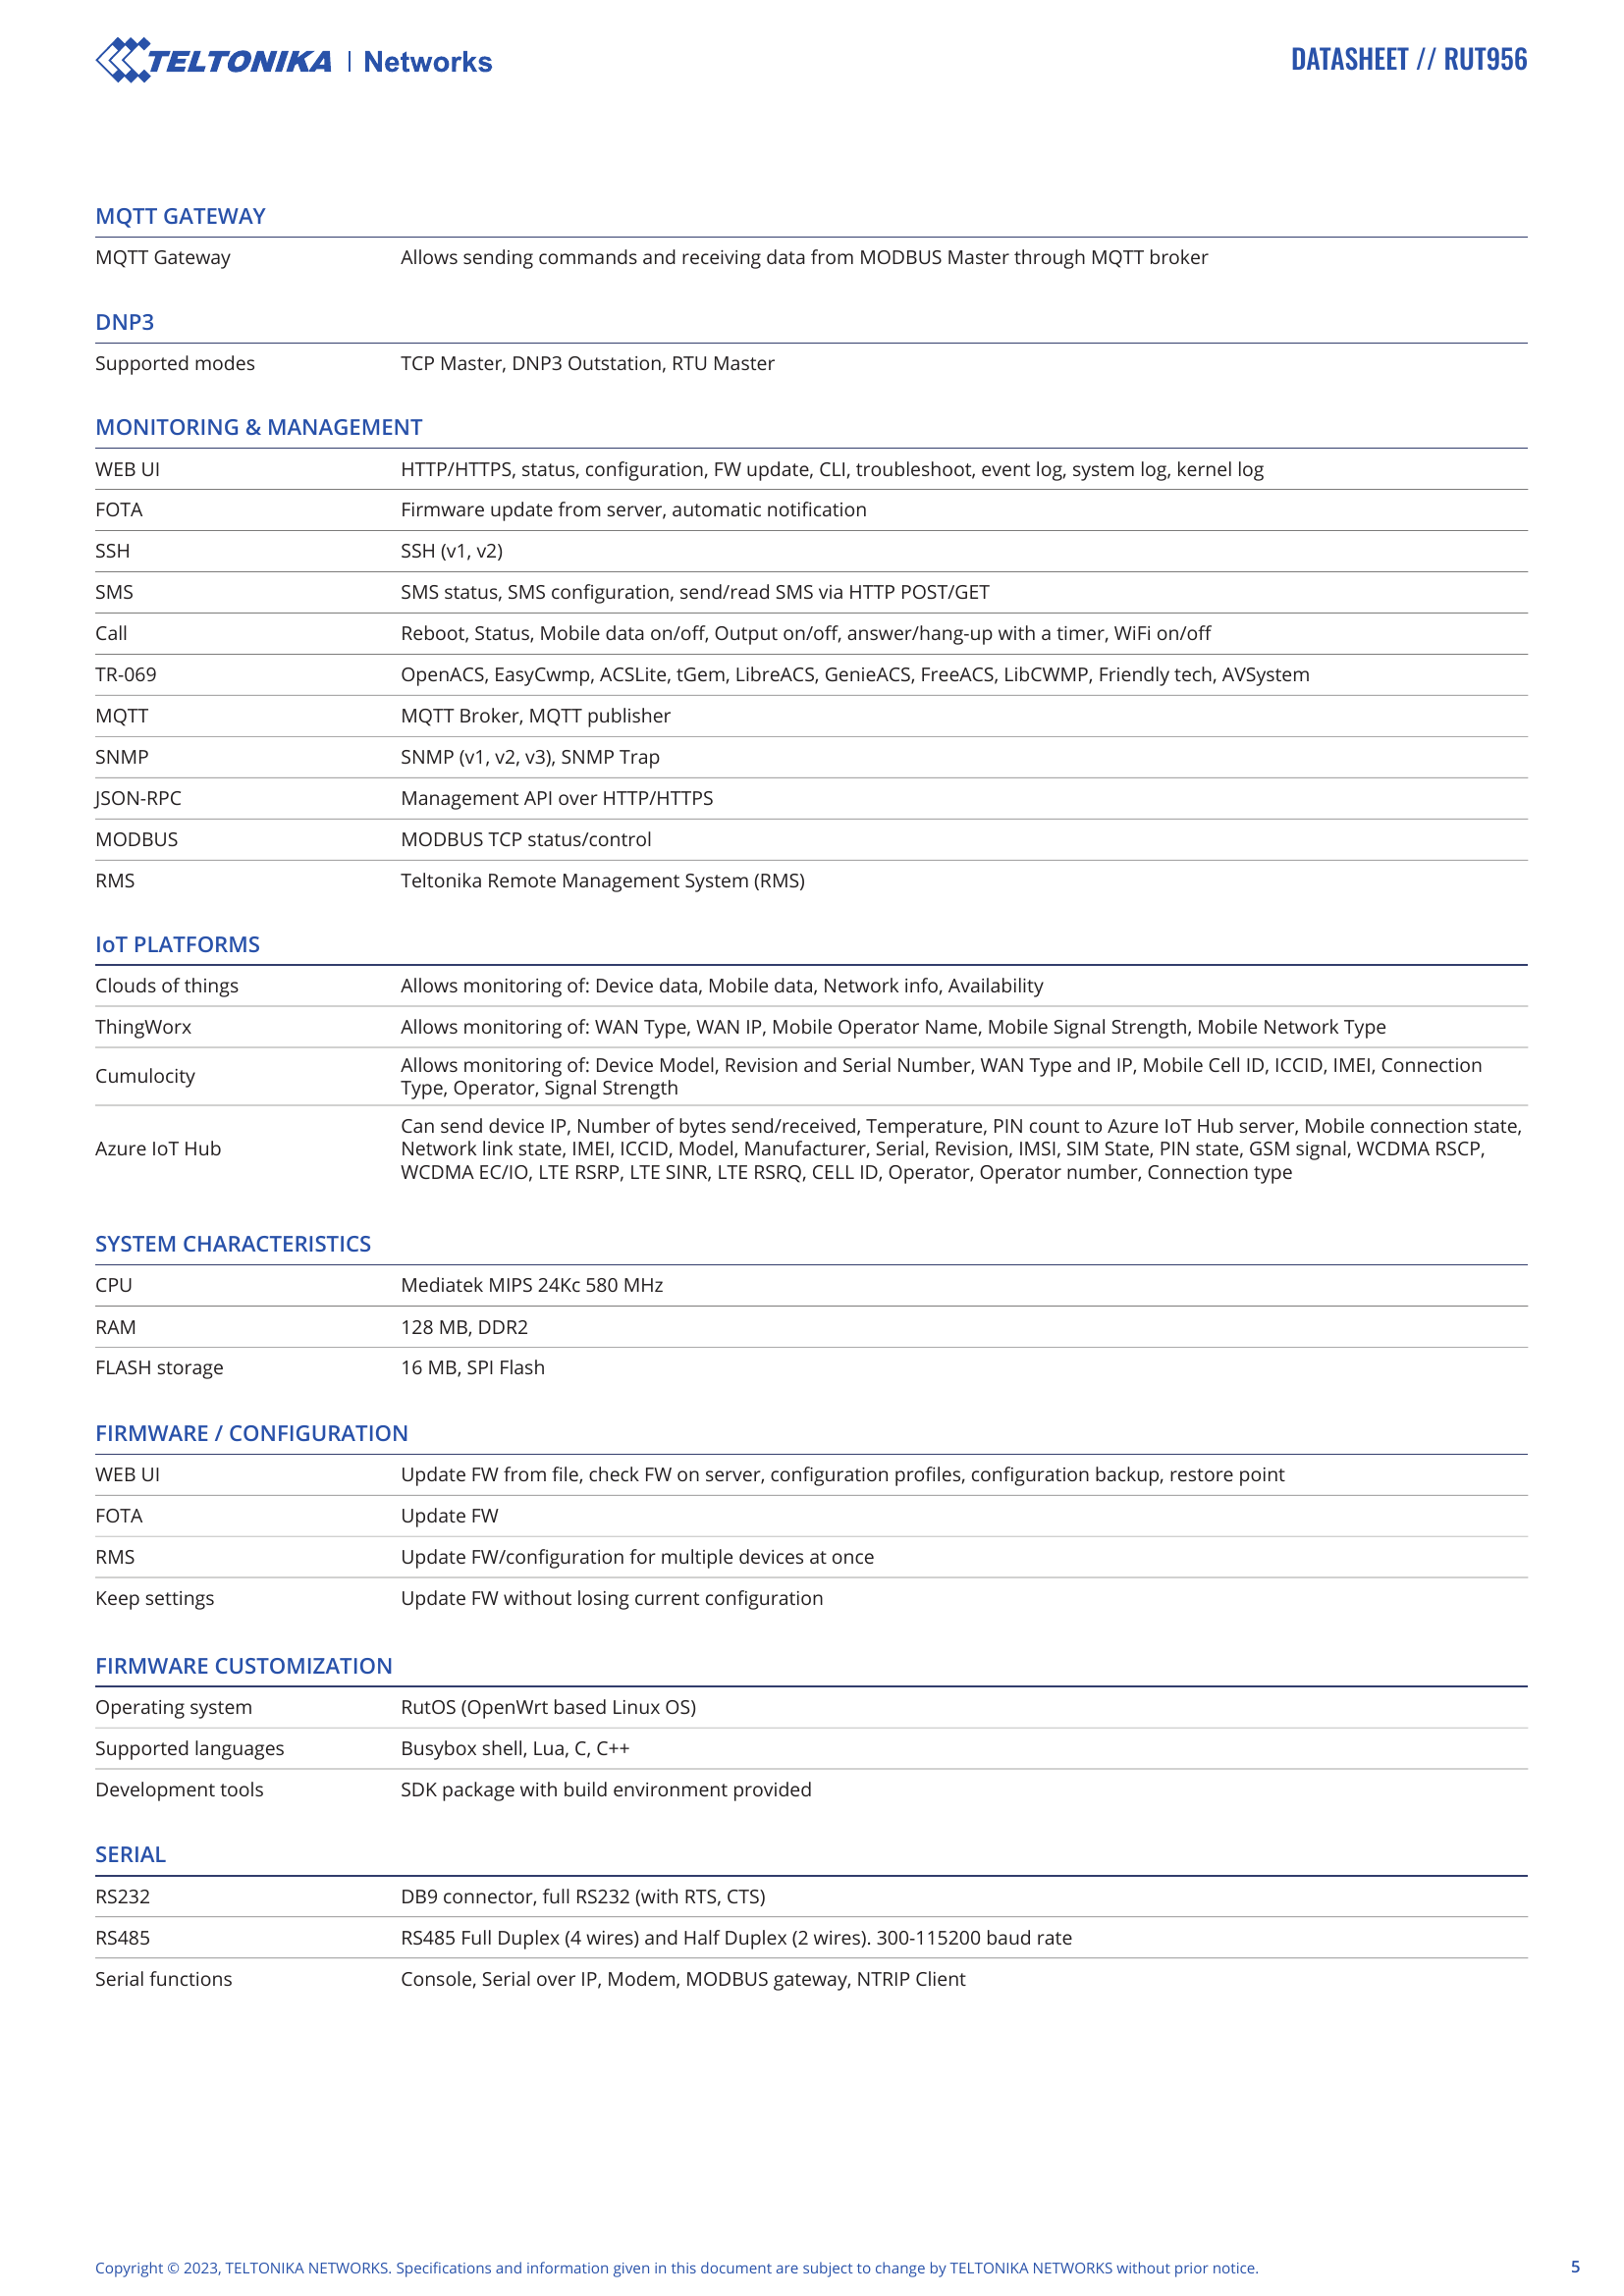 TELTONIKA | Networks
DATASHEET // RUT956
MQTT GATEWAY
MQTT Gateway Allows sending commands and receiving data from MODBUS Master through MQTT broker
DNP3
Supported modes TCP Master, DNP3 Outstation, RTU Master
MONITORING & MANAGEMENT
WEB UI HTTP/HTTPS, status, configuration, FW update, CLI, troubleshoot, event log, system log, kernel log
FOTA Firmware update from server, automatic notification
SSH SSH (v1, v2)
SMS SMS status, SMS configuration, send/read SMS via HTTP POST/GET
Call Reboot, Status, Mobile data on/off, Output on/off, answer/hang-up with a timer, WiFi on/off
TR-069 OpenACS, EasyCwmp, ACSLite, tGem, LibreACS, GenieACS, FreeACS, LibCWMP, Friendly tech, AVSystem
MQTT MQTT Broker, MQTT publisher
SNMP SNMP (v1, v2, v3), SNMP Trap
JSON-RPC Management API over HTTP/HTTPS
MODBUS MODBUS TCP status/control
RMS Teltonika Remote Management System (RMS)
IoT PLATFORMS
Clouds of things Allows monitoring of: Device data, Mobile data, Network info, Availability
ThingWorx Allows monitoring of: WAN Type, WAN IP, Mobile Operator Name, Mobile Signal Strength, Mobile Network Type
Cumulocity Allows monitoring of: Device Model, Revision and Serial Number, WAN Type and IP, Mobile Cell ID, ICCID, IMEI, Connection
Type, Operator, Signal Strength
Azure IoT Hub Can send device IP, Number of bytes send/received, Temperature, PIN count to Azure IoT Hub server, Mobile connection state,
Network link state, IMEI, ICCID, Model, Manufacturer, Serial, Revision, IMSI, SIM State, PIN state, GSM signal, WCDMA RSCP,
WCDMA EC/IO, LTE RSRP, LTE SINR, LTE RSRQ, CELL ID, Operator, Operator number, Connection type
SYSTEM CHARACTERISTICS
CPU Mediatek MIPS 24Kc 580 MHz
RAM 128 MB, DDR2
FLASH storage 16 MB, SPI Flash
FIRMWARE / CONFIGURATION
WEB UI Update FW from file, check FW on server, configuration profiles, configuration backup, restore point
FOTA Update FW
RMS Update FW/configuration for multiple devices at once
Keep settings Update FW without losing current configuration
FIRMWARE CUSTOMIZATION
Operating system RutOS (OpenWrt based Linux OS)
Supported languages Busybox shell, Lua, C, C++
Development tools SDK package with build environment provided
SERIAL
RS232 DB9 connector, full RS232 (with RTS, CTS)
RS485 RS485 Full Duplex (4 wires) and Half Duplex (2 wires). 300-115200 baud rate
Serial functions Console, Serial over IP, Modem, MODBUS gateway, NTRIP Client
Copyright © 2023, TELTONIKA NETWORKS. Specifications and information given in this document are subject to change by TELTONIKA NETWORKS without prior notice.
5